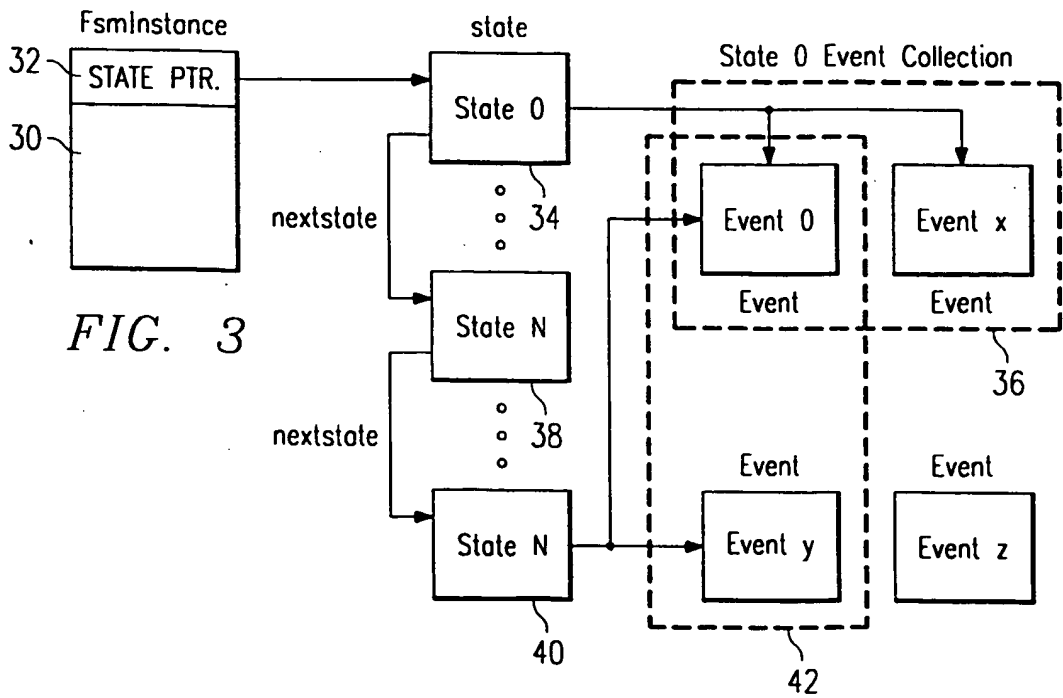 FsmInstance
32
STATE PTR.
30
FIG. 3
state
State 0
34
nextstate
State N
38
nextstate
State N
40
State 0 Event Collection
Event 0
Event
Event x
Event
36
Event
Event y
Event
Event z
42